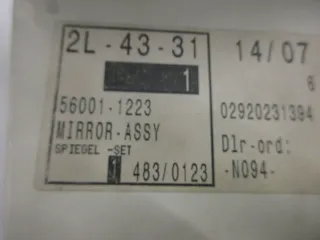 2L-43-31
1
56001-1223
MIRROR-ASSY
SPIEGEL -SET
1 483/0123
14/07
6
02920231394
Dlr-ord:
-N094-